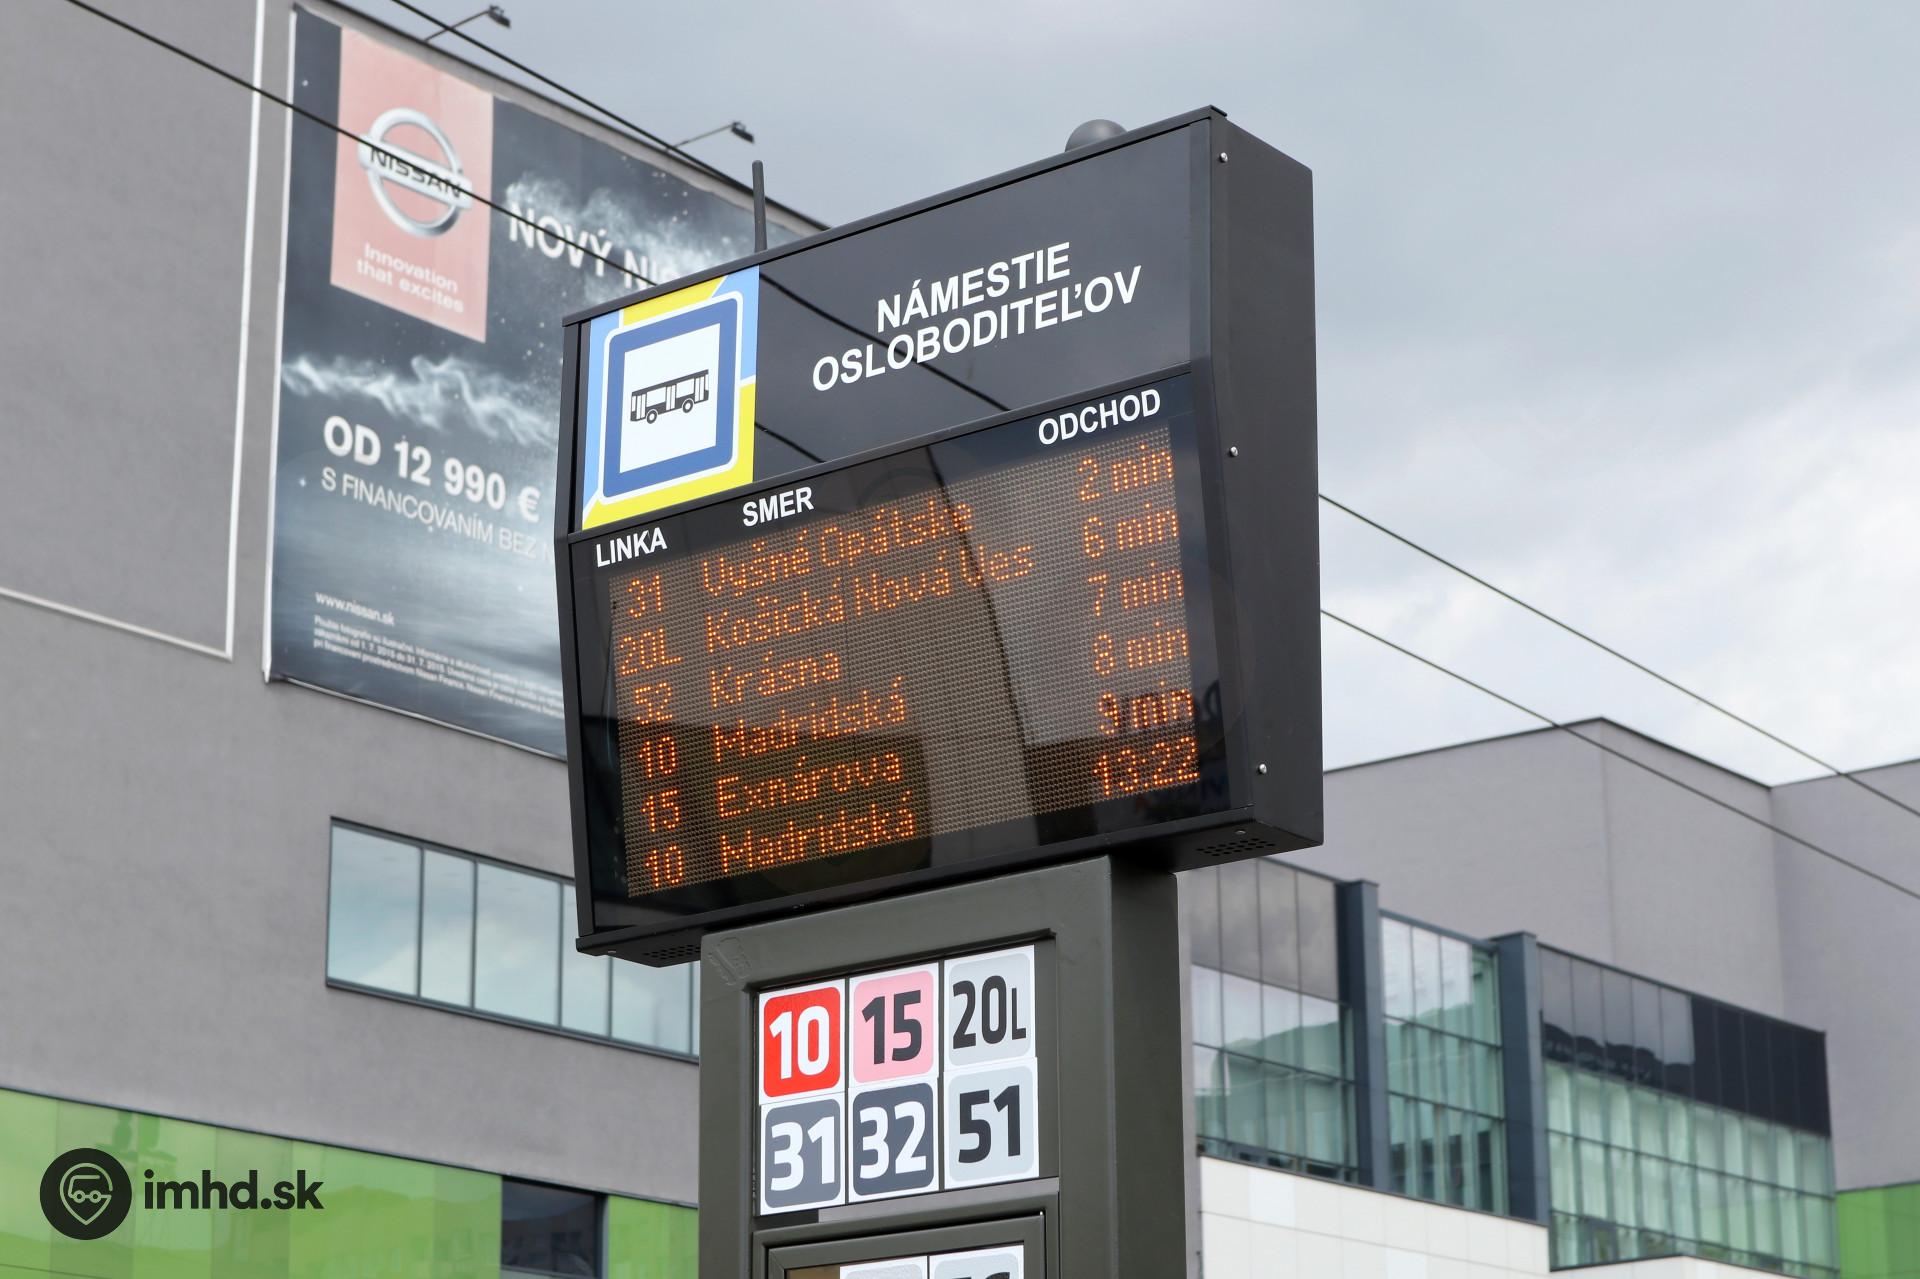 NISSAN
Innovation
that excites
NOVÝ
OD 12 990 €
S FINANCOVANÍM BEZ
www.nissan.sk
NÁMESTIE
OSLOBODITEĽOV
LINKA SMER ODCHOD
31 Vyšné Opátske 2 min
20L Košická Nová Ves 6 min
52 Krásna 7 min
10 Madridská 8 min
15 Exnárova 9 min
10 Madridská 13:22
10 15 20L
31 32 51
imhd.sk